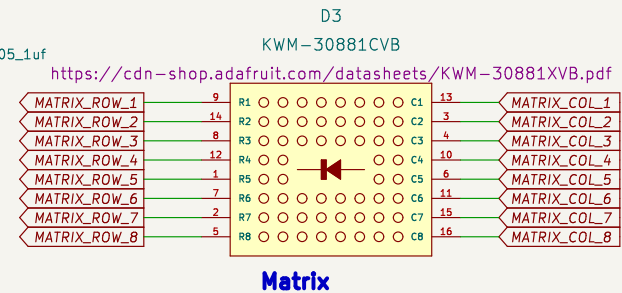 D3
KWM-30881CVB
05_1uf
https://cdn-shop.adafruit.com/datasheets/KWM-30881XVB.pdf
MATRIX_ROW_1 9 R1 C1 13 MATRIX_COL_1
MATRIX_ROW_2 14 R2 C2 3 MATRIX_COL_2
MATRIX_ROW_3 8 R3 C3 4 MATRIX_COL_3
MATRIX_ROW_4 12 R4 C4 10 MATRIX_COL_4
MATRIX_ROW_5 1 R5 C5 6 MATRIX_COL_5
MATRIX_ROW_6 7 R6 C6 11 MATRIX_COL_6
MATRIX_ROW_7 2 R7 C7 15 MATRIX_COL_7
MATRIX_ROW_8 5 R8 C8 16 MATRIX_COL_8
Matrix